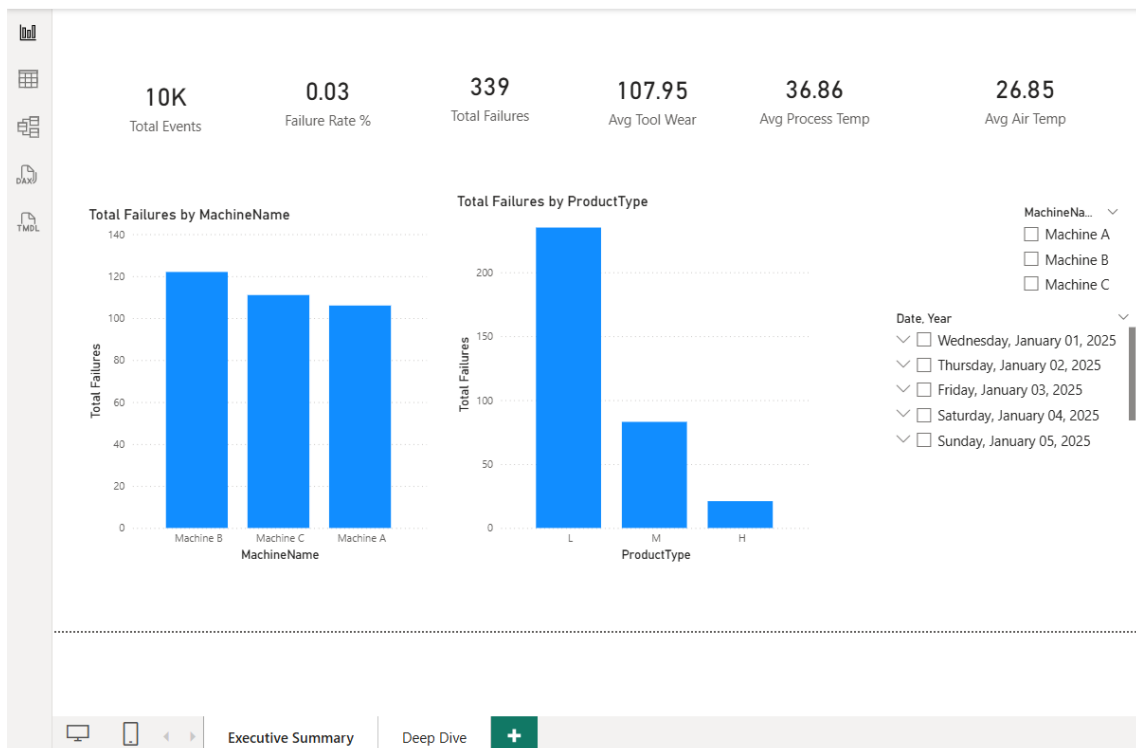 DAX
TMDL
10K
Total Events
0.03
Failure Rate %
339
Total Failures
107.95
Avg Tool Wear
36.86
Avg Process Temp
26.85
Avg Air Temp
Total Failures by MachineName
140
120
100
80
60
40
20
0
Total Failures
Machine B
Machine C
Machine A
MachineName
Total Failures by ProductType
200
150
100
50
0
Total Failures
L
M
H
ProductType
MachineNa...
Machine A
Machine B
Machine C
Date, Year
Wednesday, January 01, 2025
Thursday, January 02, 2025
Friday, January 03, 2025
Saturday, January 04, 2025
Sunday, January 05, 2025
Executive Summary
Deep Dive
+